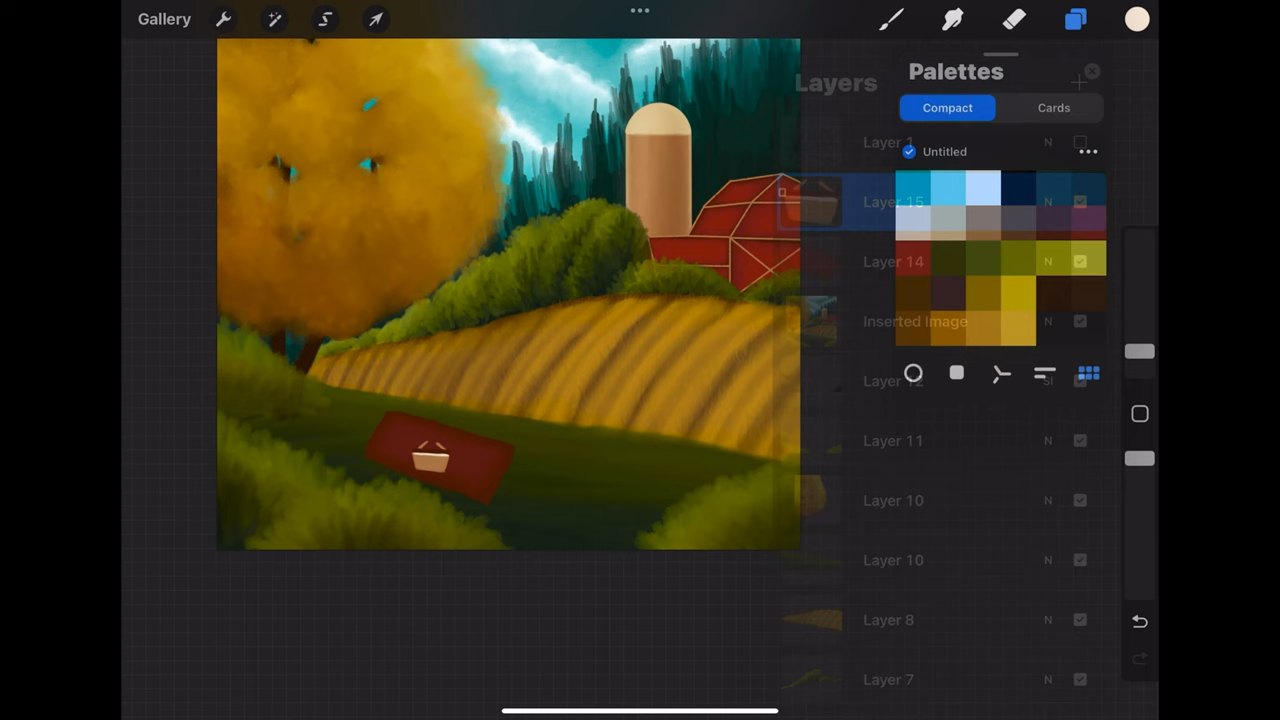 Gallery
Palettes
Layers
Compact
Cards
Layer 1
N
Untitled
Layer 15
N
Layer 14
N
Inserted Image
N
Layer 12
Sl
Layer 11
N
Layer 10
N
Layer 10
N
Layer 8
N
Layer 7
N